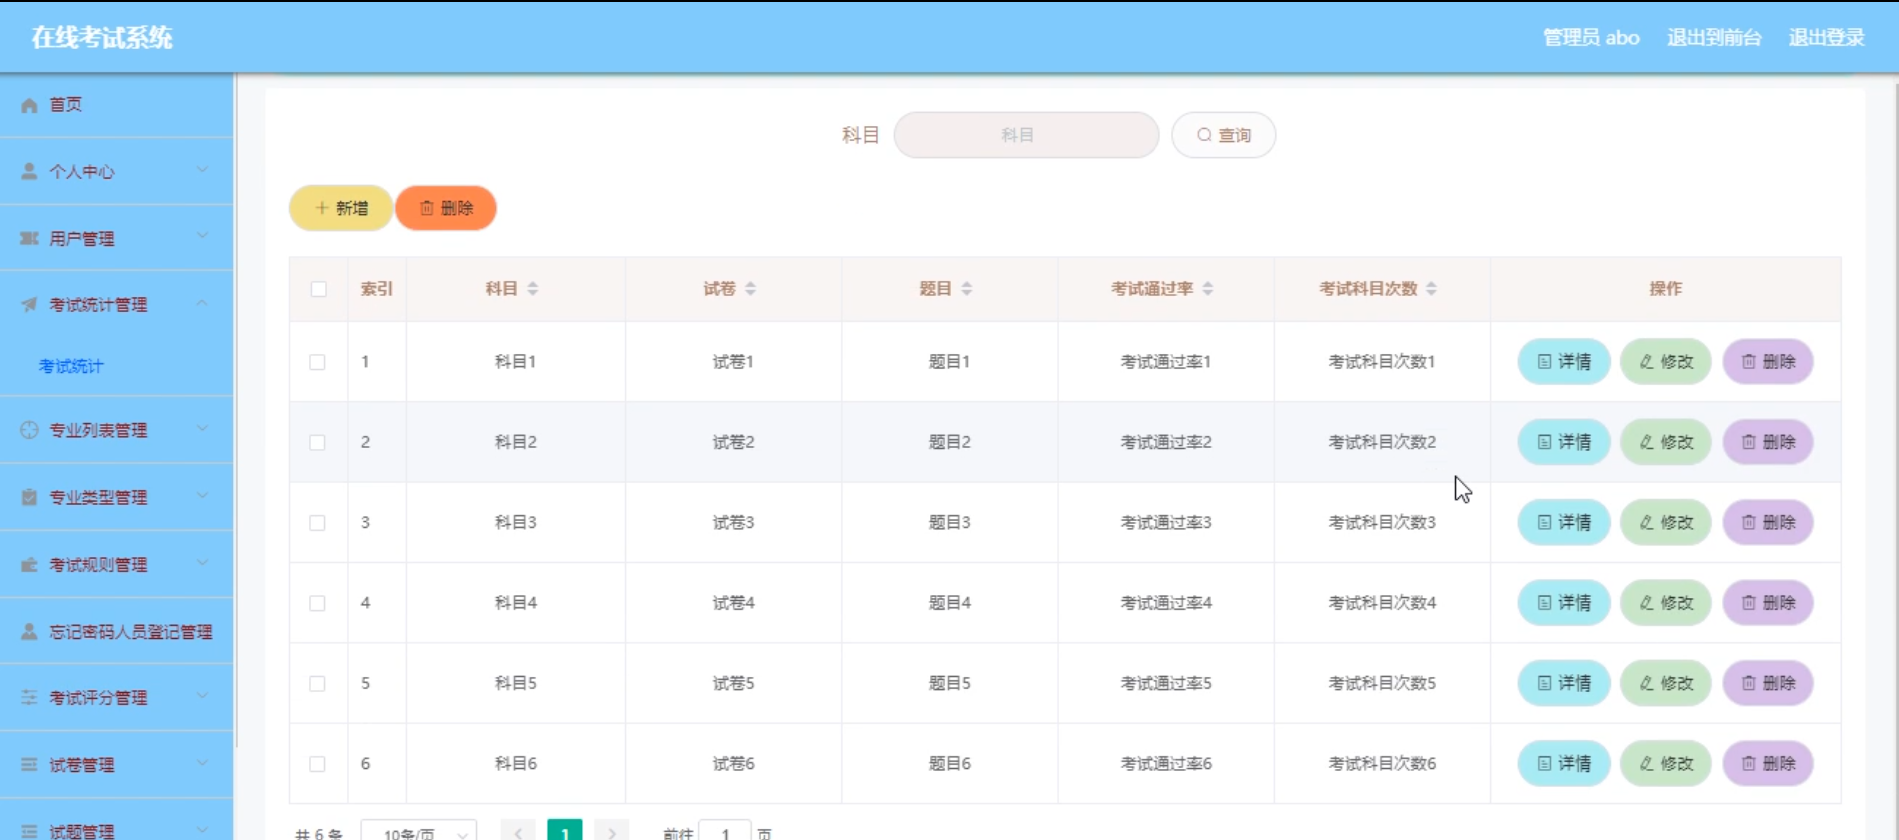 在线考试系统
管理员 abo 退出到前台 退出登录
首页
个人中心
用户管理
考试统计管理
考试统计
专业列表管理
专业类型管理
考试规则管理
忘记密码人员登记管理
考试评分管理
试卷管理
试题管理
科目 科目 查询
新增 删除
索引 科目 试卷 题目 考试通过率 考试科目次数 操作
1 科目1 试卷1 题目1 考试通过率1 考试科目次数1 详情 修改 删除
2 科目2 试卷2 题目2 考试通过率2 考试科目次数2 详情 修改 删除
3 科目3 试卷3 题目3 考试通过率3 考试科目次数3 详情 修改 删除
4 科目4 试卷4 题目4 考试通过率4 考试科目次数4 详情 修改 删除
5 科目5 试卷5 题目5 考试通过率5 考试科目次数5 详情 修改 删除
6 科目6 试卷6 题目6 考试通过率6 考试科目次数6 详情 修改 删除
共 6 条 10条/页 1 前往 1 页